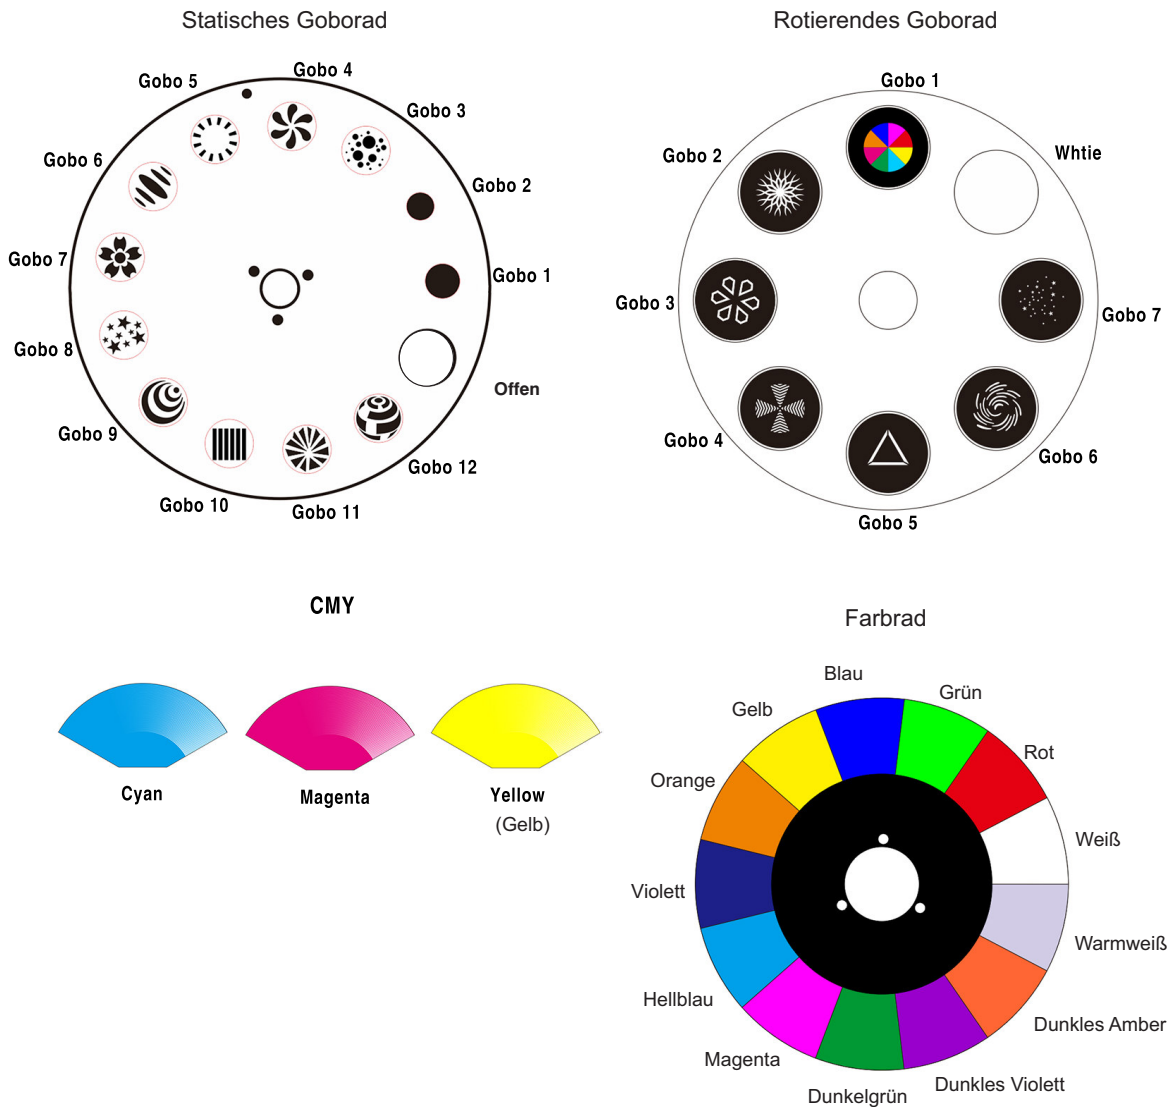 Statisches Goborad
Gobo 4
Gobo 5
Gobo 3
Gobo 6
Gobo 2
Gobo 7
Gobo 1
Gobo 8
Offen
Gobo 9
Gobo 12
Gobo 10
Gobo 11
Rotierendes Goborad
Gobo 1
Gobo 2
Whtie
Gobo 3
Gobo 7
Gobo 4
Gobo 6
Gobo 5
CMY
Cyan
Magenta
Yellow
(Gelb)
Farbrad
Blau
Grün
Gelb
Rot
Orange
Weiß
Violett
Warmweiß
Hellblau
Dunkles Amber
Magenta
Dunkles Violett
Dunkelgrün